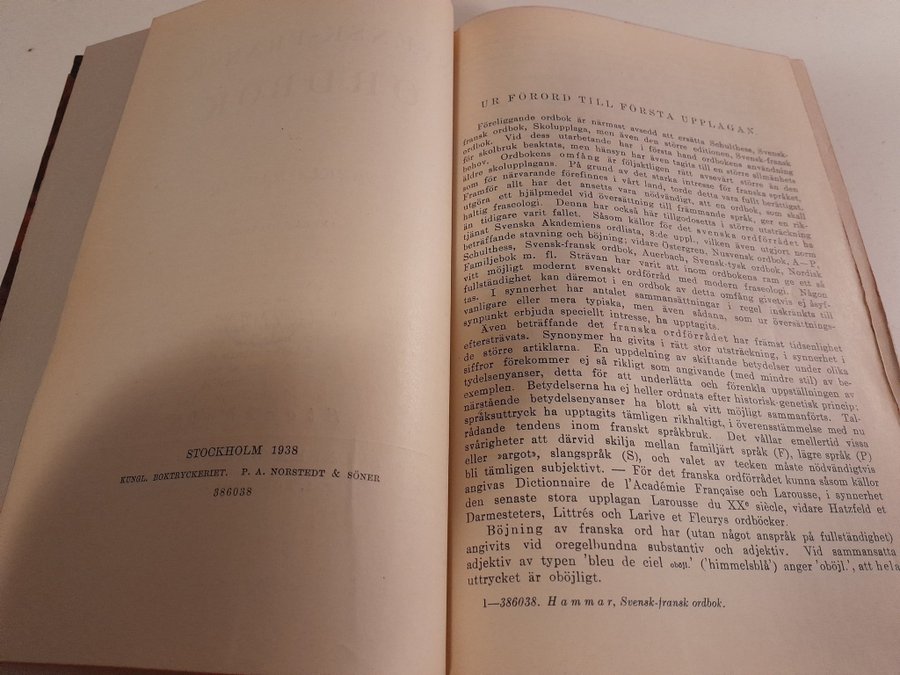 STOCKHOLM 1938
KUNGL. BOKTRYCKERIET. P. A. NORSTEDT & SÖNER
386038
UR FÖRORD TILL FÖRSTA UPPLAGAN
Föreliggande ordbok är närmast avsedd att ersätta Schulthess, Svensk-
fransk ordbok, Skolupplaga, men även den större editionen, Svensk-fransk
ordbok. Vid dess utarbetande har i första hand ordbokens användning
för skolbruk beaktats, men hänsyn har även tagits till en större allmänhets
behov. Ordbokens omfång är följaktligen rätt avsevärt större än den
äldre skolupplagans. På grund av det starka intresse för franska språket,
som för närvarande förefinnes i vårt land, torde detta vara fullt berättigat.
Framför allt har det ansetts vara nödvändigt, att en ordbok, som skall
utgöra ett hjälpmedel vid översättning till främmande språk, ger en rik-
haltig fraseologi. Denna har också här tillgodosetts i större utsträckning
än tidigare varit fallet. Såsom källor för det svenska ordförrådet ha
tjänat Svenska Akademiens ordlista, 8:de uppl., vilken även utgjort norm
beträffande stavning och böjning; vidare Östergren, Nusvensk ordbok, A–P,
Schulthess, Svensk-fransk ordbok, Auerbach, Svensk-tysk ordbok, Nordisk
Familjebok m. fl. Strävan har varit att inom ordbokens ram ge ett så
vitt möjligt modernt svenskt ordförråd med modern fraseologi. Någon
fullständighet kan däremot i en ordbok av detta omfång givetvis ej åsyf-
tas. I synnerhet har antalet sammansättningar i regel inskränkts till
vanligare eller mera typiska, men även sådana, som ur översättnings-
synpunkt erbjuda speciellt intresse, ha upptagits.
Även beträffande det franska ordförrådet har främst tidsenlighet
eftersträvats. Synonymer ha givits i rätt stor utsträckning, i synnerhet i
de större artiklarna. En uppdelning av skiftande betydelser under olika
siffror förekommer ej så rikligt som angivande (med mindre stil) av be-
tydelsenyanser, detta för att underlätta och förenkla uppställningen av
exemplen. Betydelserna ha ej heller ordnats efter historisk-genetisk princip;
närstående betydelsenyanser ha blott så vitt möjligt sammanförts. Tal-
språksuttryck ha upptagits tämligen rikhaltigt, i överensstämmelse med nu
rådande tendens inom franskt språkbruk. Det vållar emellertid vissa
svårigheter att därvid skilja mellan familjärt språk (F), lägre språk (P)
eller »argot», slangspråk (S), och valet av tecken måste nödvändigtvis
bli tämligen subjektivt. — För det franska ordförrådet kunna såsom källor
angivas Dictionnaire de l'Académie Française och Larousse, i synnerhet
den senaste stora upplagan Larousse du XXe siècle, vidare Hatzfeld et
Darmesteters, Littrés och Larive et Fleurys ordböcker.
Böjning av franska ord har (utan något anspråk på fullständighet)
angivits vid oregelbundna substantiv och adjektiv. Vid sammansatta
adjektiv av typen 'bleu de ciel oböjl.' ('himmelsblå') anger 'oböjl.', att hela
uttrycket är oböjligt.
1—386038. Hammar, Svensk-fransk ordbok.